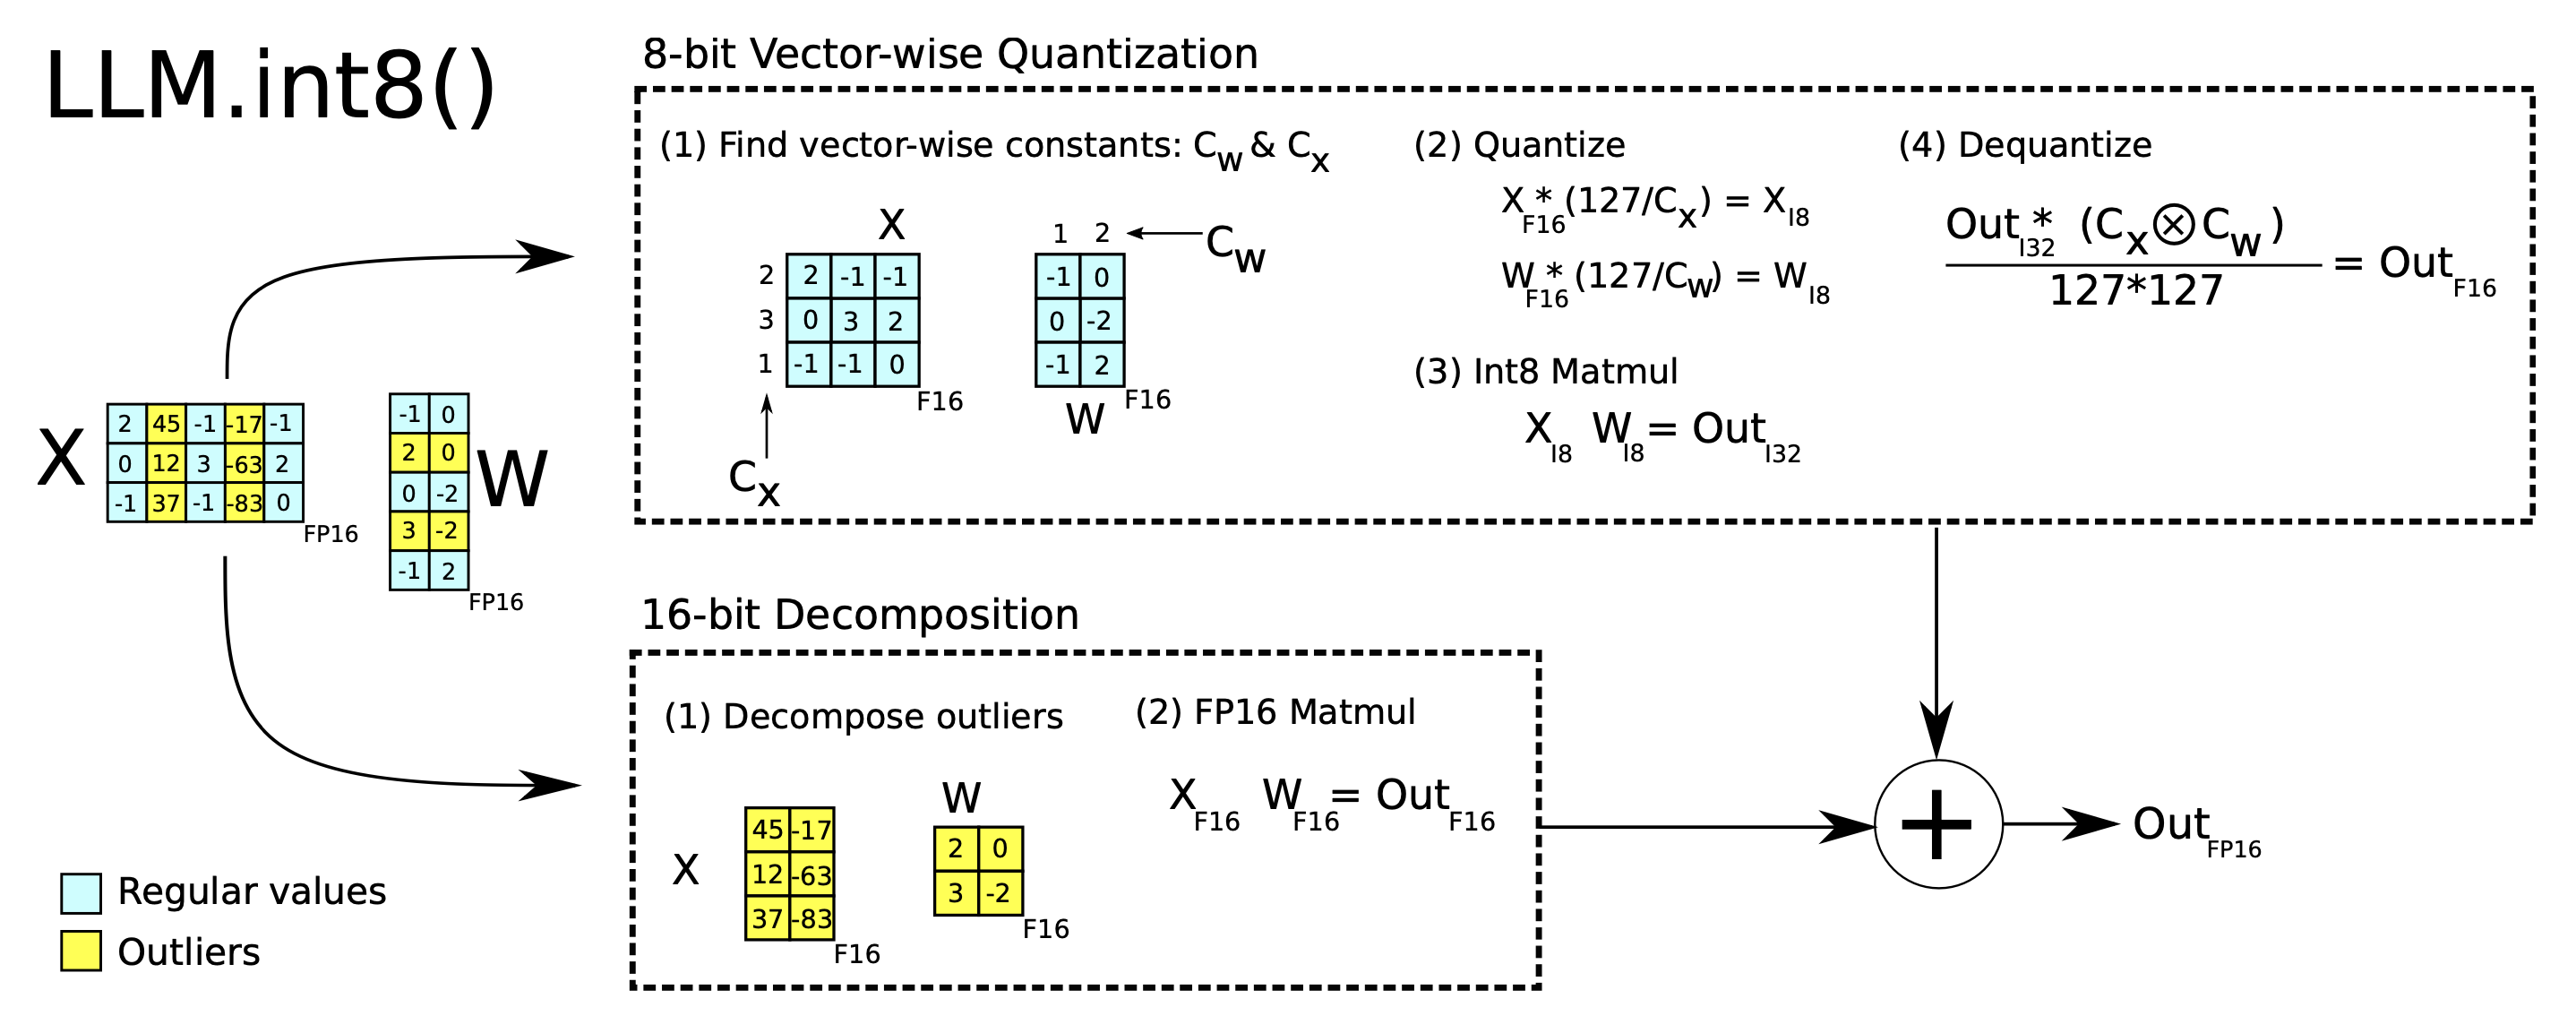 LLM.int8()
8-bit Vector-wise Quantization
(1) Find vector-wise constants: Cw & Cx
X
2 2 -1 -1
3 0 3 2
1 -1 -1 0
F16
Cx
1 2
Cw
-1 0
0 -2
-1 2
F16
W
(2) Quantize
XF16 * (127/Cx) = XI8
WF16 * (127/Cw) = WI8
(3) Int8 Matmul
XI8 WI8 = OutI32
(4) Dequantize
OutI32 * (Cx⊗Cw)
127*127
= OutF16
X
2 45 -1 -17 -1
0 12 3 -63 2
-1 37 -1 -83 0
FP16
-1 0
2 0
0 -2
3 -2
-1 2
W
FP16
16-bit Decomposition
(1) Decompose outliers
X
45 -17
12 -63
37 -83
F16
W
2 0
3 -2
F16
(2) FP16 Matmul
XF16 WF16 = OutF16
+
OutFP16
Regular values
Outliers